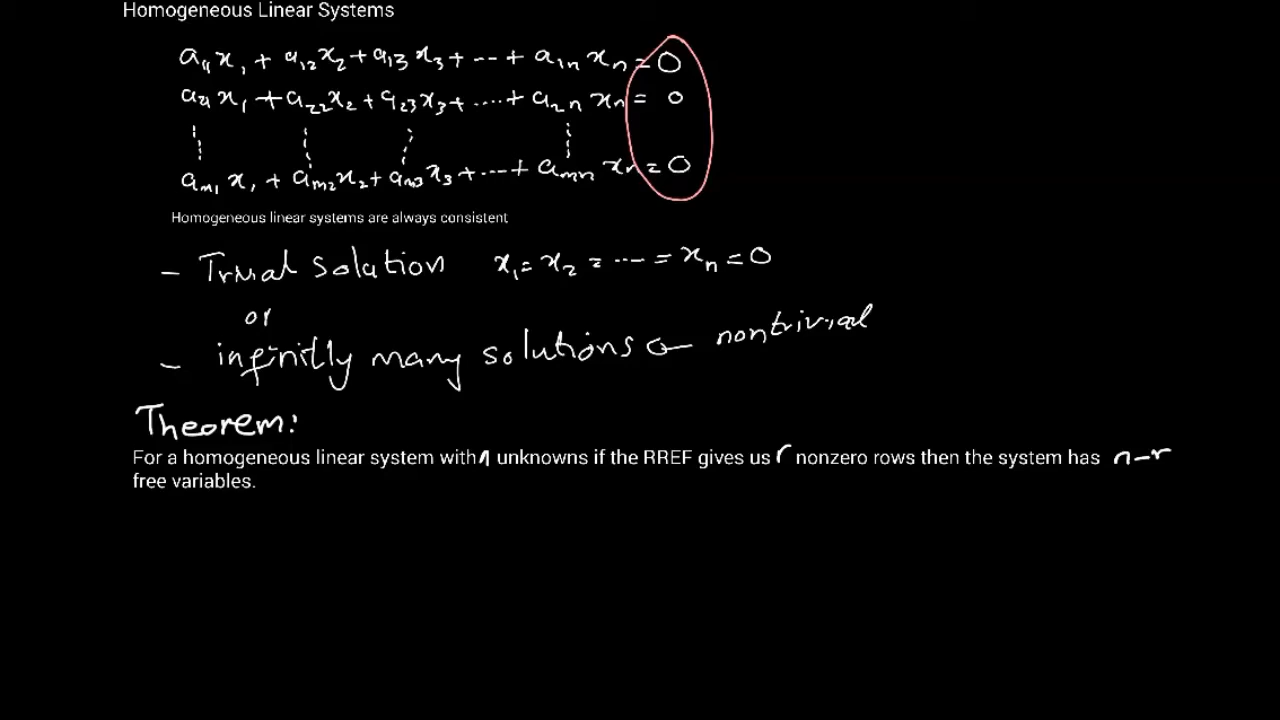 Homogeneous Linear Systems
a₁₁x₁ + a₁₂x₂ + a₁₃x₃ + --- + a₁ₙxₙ = 0
a₂₁x₁ + a₂₂x₂ + a₂₃x₃ + ---- + a₂ₙxₙ = 0
aₘ₁x₁ + aₘ₂x₂ + aₘ₃x₃ + ---- + aₘₙxₙ = 0
Homogeneous linear systems are always consistent
- Trivial solution x₁ = x₂ = ---- = xₙ = 0
or
- infinitly many solutions ← nontrivial
Theorem:
For a homogeneous linear system with n unknowns if the RREF gives us r nonzero rows then the system has n-r
free variables.